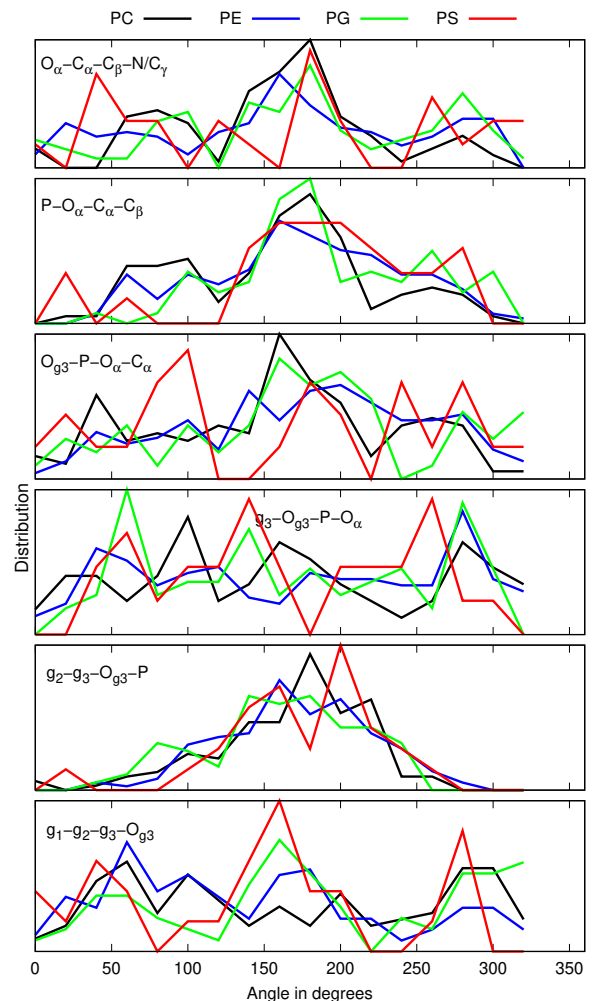 PC PE PG PS
Oα–Cα–Cβ–N/Cγ
P–Oα–Cα–Cβ
Og3–P–Oα–Cα
Distribution
g3–Og3–P–Oα
g2–g3–Og3–P
g1–g2–g3–Og3
0 50 100 150 200 250 300 350
Angle in degrees